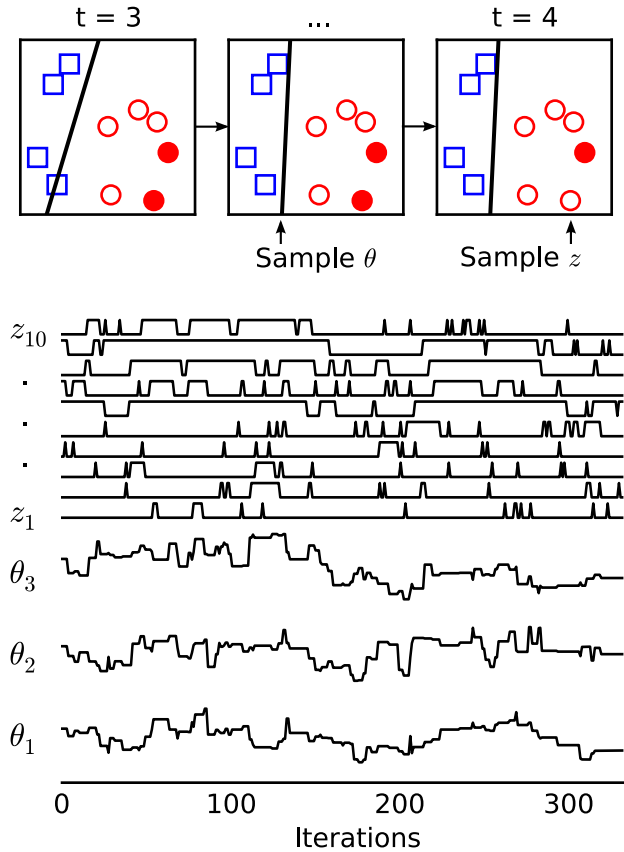 t = 3 ... t = 4
Sample θ Sample z
z₁₀
.
.
.
z₁
θ₃
θ₂
θ₁
0 100 200 300
Iterations